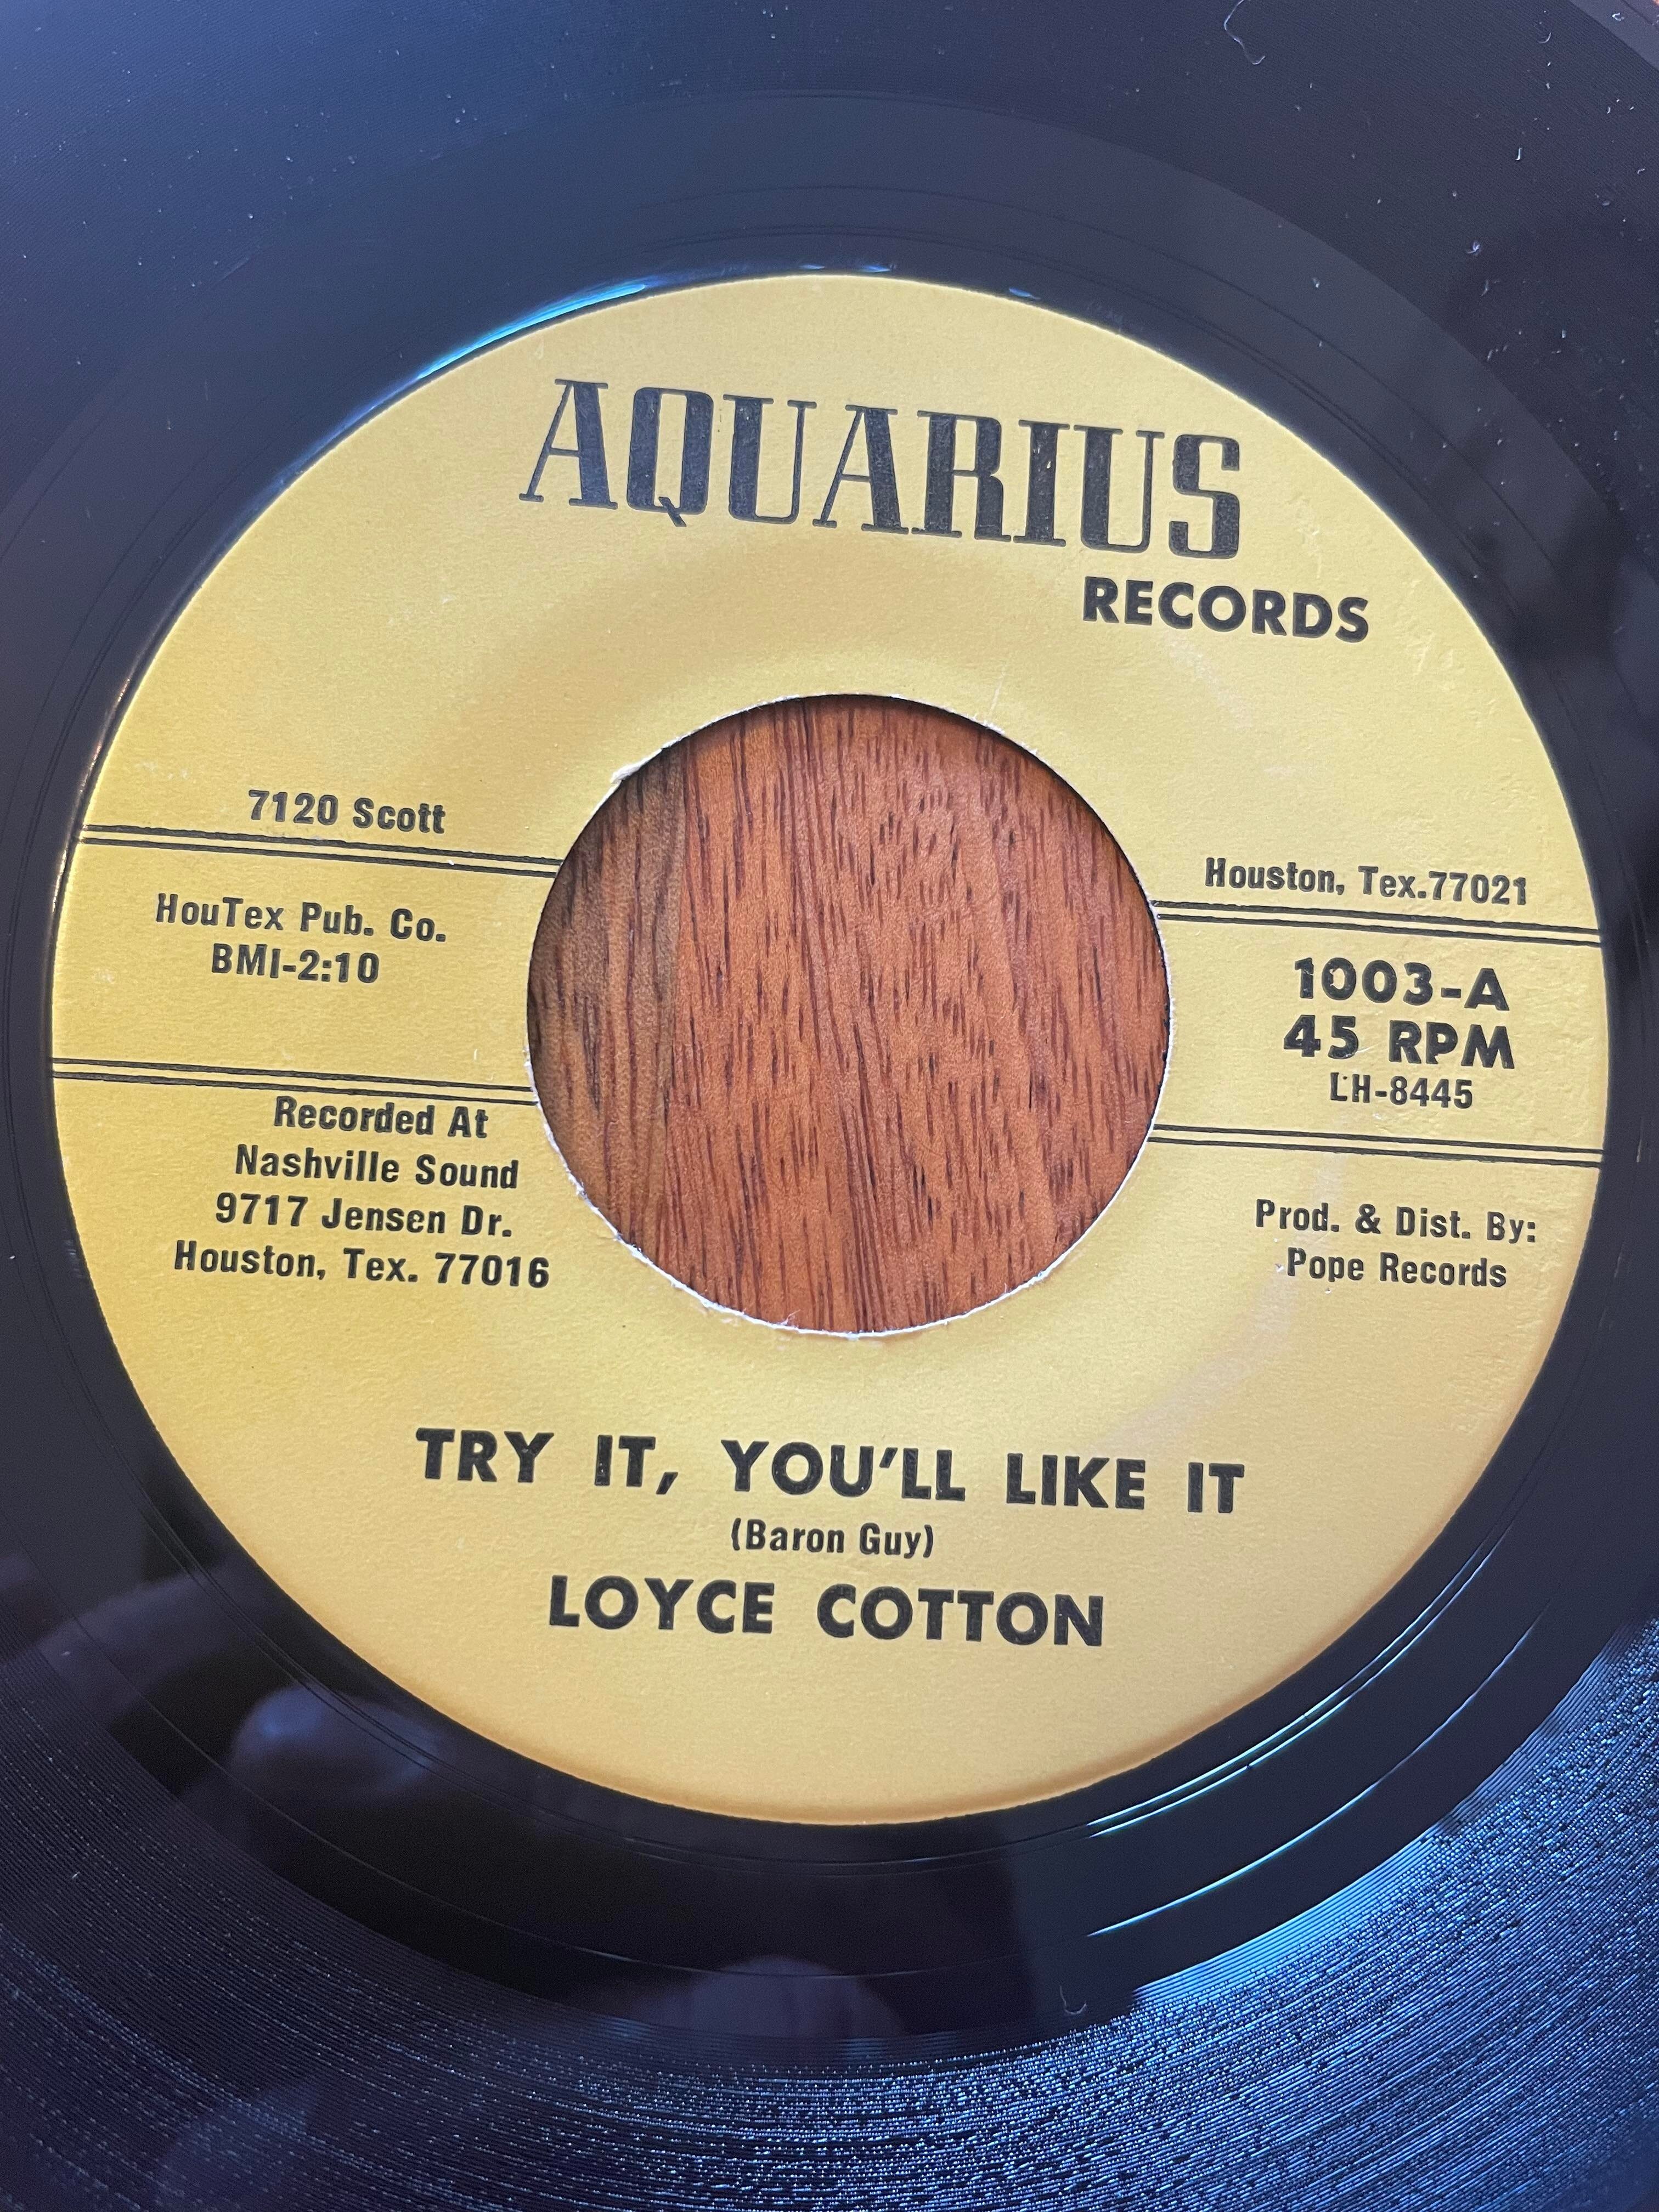 AQUARIUS
RECORDS
7120 Scott
Houston, Tex.77021
HouTex Pub. Co.
BMI-2:10
1003-A
45 RPM
LH-8445
Recorded At
Nashville Sound
9717 Jensen Dr.
Houston, Tex. 77016
Prod. & Dist. By:
Pope Records
TRY IT, YOU'LL LIKE IT
(Baron Guy)
LOYCE COTTON